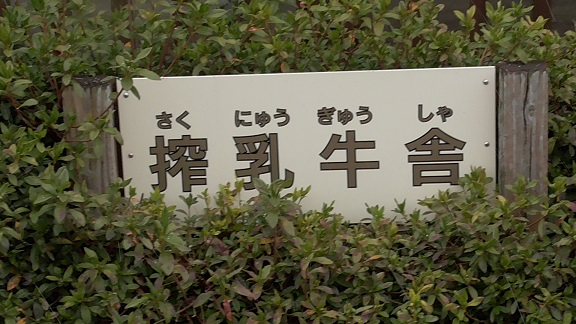 さく にゅう ぎゅう しゃ
搾乳牛舎